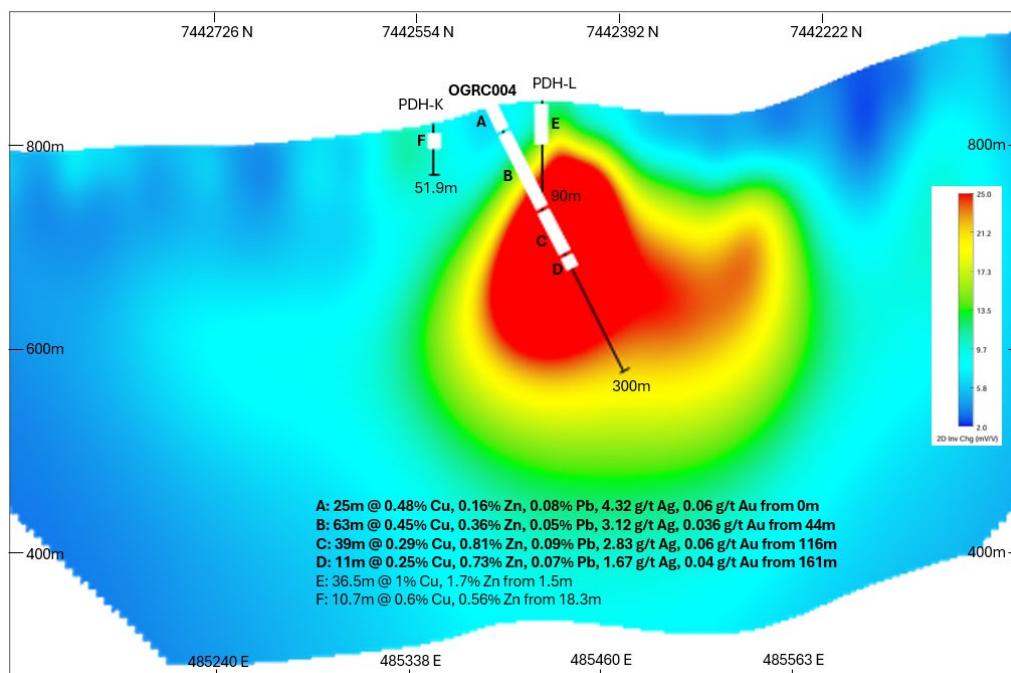 7442726 N
7442554 N
7442392 N
7442222 N
OGRC004
PDH-L
PDH-K
A
E
F
800m
800m
B
51.9m
90m
25.0
C
21.2
D
17.3
13.5
600m
9.7
300m
5.8
2.0
2D Inv Chg (mV/V)
A: 25m @ 0.48% Cu, 0.16% Zn, 0.08% Pb, 4.32 g/t Ag, 0.06 g/t Au from 0m
B: 63m @ 0.45% Cu, 0.36% Zn, 0.05% Pb, 3.12 g/t Ag, 0.036 g/t Au from 44m
C: 39m @ 0.29% Cu, 0.81% Zn, 0.09% Pb, 2.83 g/t Ag, 0.06 g/t Au from 116m
400m
400m
D: 11m @ 0.25% Cu, 0.73% Zn, 0.07% Pb, 1.67 g/t Ag, 0.04 g/t Au from 161m
E: 36.5m @ 1% Cu, 1.7% Zn from 1.5m
F: 10.7m @ 0.6% Cu, 0.56% Zn from 18.3m
485240 E
485338 E
485460 E
485563 E